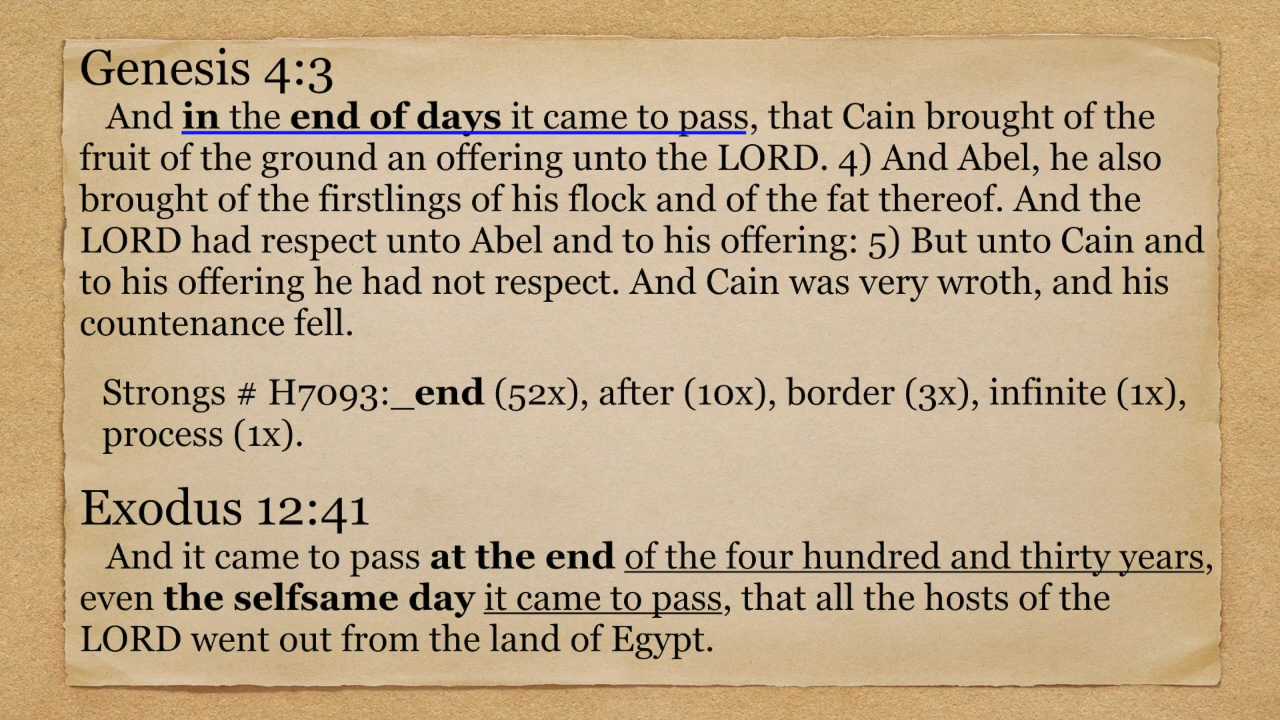 Genesis 4:3
And in the end of days it came to pass, that Cain brought of the
fruit of the ground an offering unto the LORD. 4) And Abel, he also
brought of the firstlings of his flock and of the fat thereof. And the
LORD had respect unto Abel and to his offering: 5) But unto Cain and
to his offering he had not respect. And Cain was very wroth, and his
countenance fell.
Strongs # H7093:_end (52x), after (10x), border (3x), infinite (1x),
process (1x).
Exodus 12:41
And it came to pass at the end of the four hundred and thirty years,
even the selfsame day it came to pass, that all the hosts of the
LORD went out from the land of Egypt.